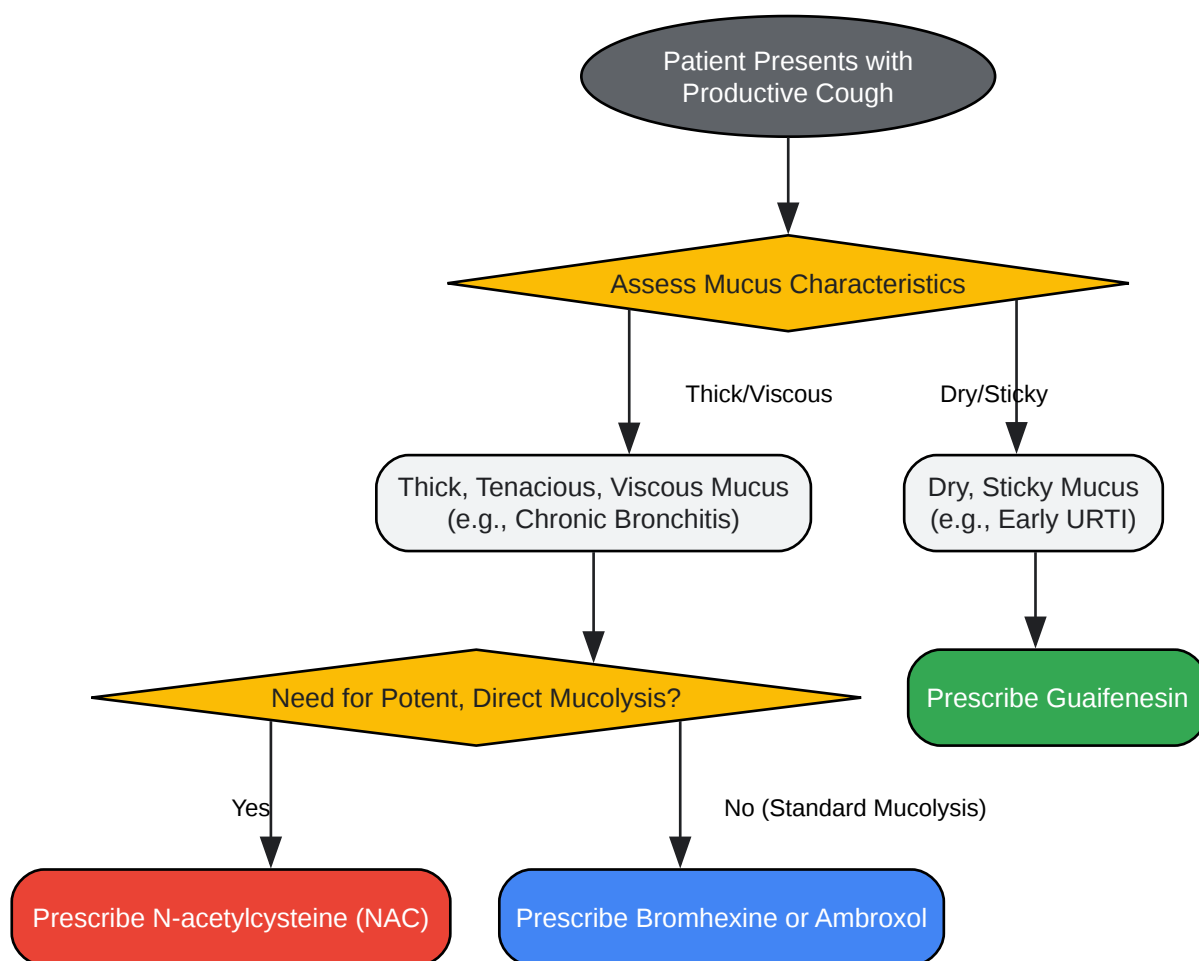 Patient Presents with
Productive Cough
Assess Mucus Characteristics
Thick/Viscous
Dry/Sticky
Thick, Tenacious, Viscous Mucus
(e.g., Chronic Bronchitis)
Dry, Sticky Mucus
(e.g., Early URTI)
Need for Potent, Direct Mucolysis?
Prescribe Guaifenesin
Yes
No (Standard Mucolysis)
Prescribe N-acetylcysteine (NAC)
Prescribe Bromhexine or Ambroxol